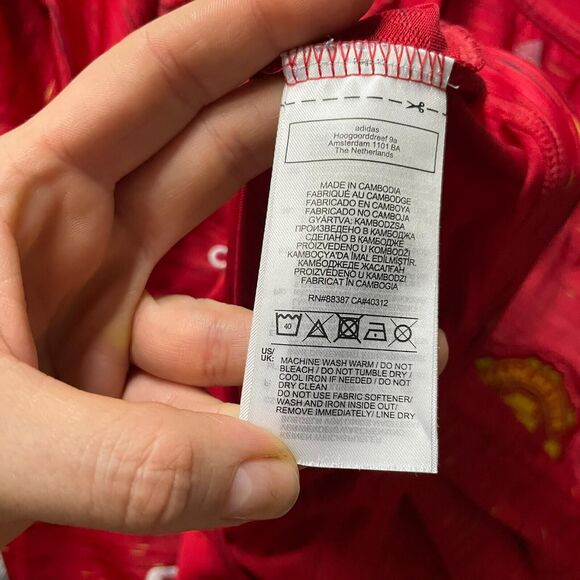 adidas
Hoogoorddreef 9a
Amsterdam 1101 BA
The Netherlands
MADE IN CAMBODIA
FABRIQUÉ AU CAMBODGE
FABRICADO EN CAMBOYA
FABRICADO NO CAMBOJA
GYÁRTVA: KAMBODZSA
ПРОИЗВЕДЕНО В КАМБОДЖА
СДЕЛАНО В КАМБОДЖЕ
PROIZVEDENO U KOMBODŽI
KAMBOÇYA'DA İMAL EDİLMİŞTİR.
КАМБОДЖЕДЕ ЖАСАЛҒАН
PROIZVEDENO U KAMBODŽI
FABRICAT ÎN CAMBOGIA
RN#88387 CA#40312
40
US/
UK:
MACHINE WASH WARM / DO NOT
BLEACH / DO NOT TUMBLE DRY /
COOL IRON IF NEEDED / DO NOT
DRY CLEAN
DO NOT USE FABRIC SOFTENER/
WASH AND IRON INSIDE OUT/
REMOVE IMMEDIATELY/ LINE DRY